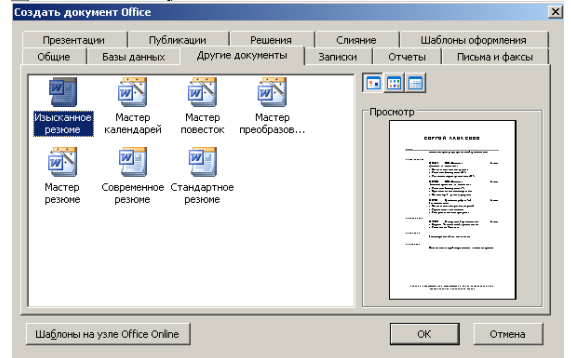 Создать документ Office
Презентации Публикации Решения Слияние Шаблоны оформления
Общие Базы данных Другие документы Записки Отчеты Письма и факсы
Изысканное резюме
Мастер календарей
Мастер повесток
Мастер преобразов...
Мастер резюме
Современное резюме
Стандартное резюме
Просмотр
Шаблоны на узле Office Online
OK
Отмена